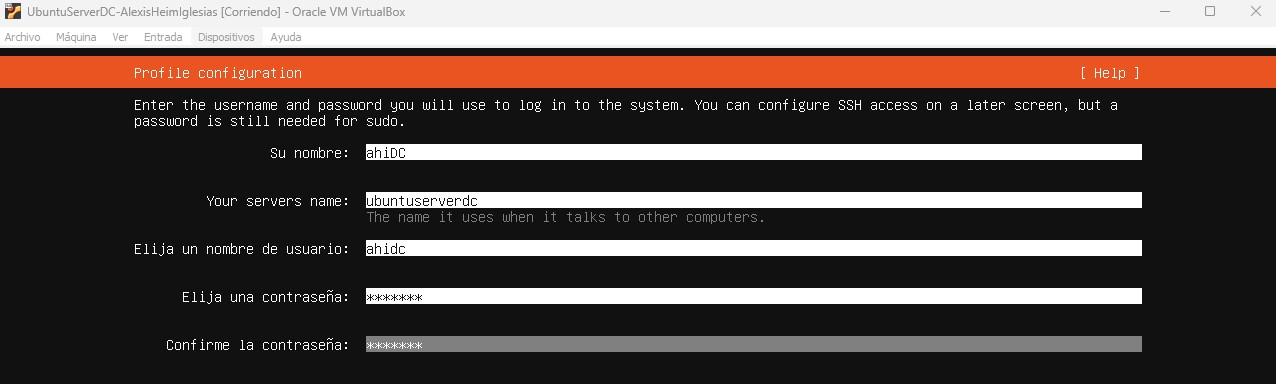 UbuntuServerDC-AlexisHeimIglesias [Corriendo] - Oracle VM VirtualBox
Archivo Máquina Ver Entrada Dispositivos Ayuda
Profile configuration [ Help ]
Enter the username and password you will use to log in to the system. You can configure SSH access on a later screen, but a
password is still needed for sudo.
Su nombre: ahiDC
Your servers name: ubuntuserverdc
The name it uses when it talks to other computers.
Elija un nombre de usuario: ahidc
Elija una contraseña: *******
Confirme la contraseña: *******